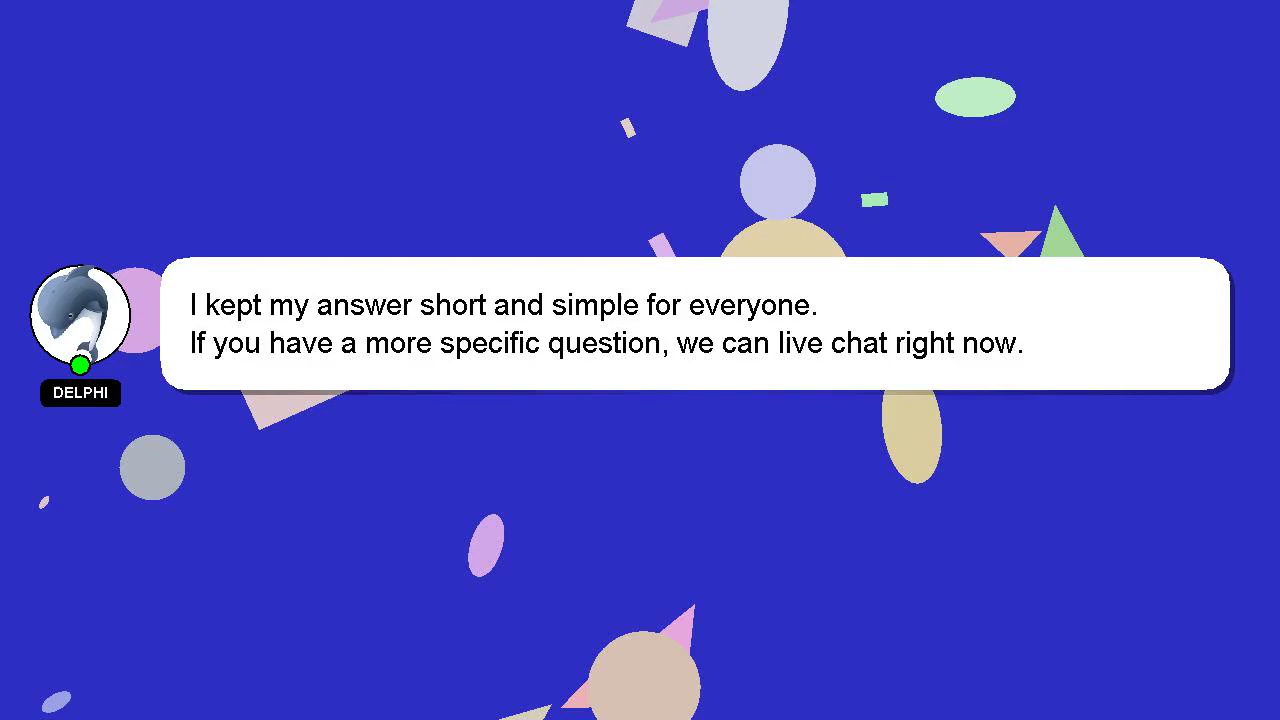 I kept my answer short and simple for everyone.
If you have a more specific question, we can live chat right now.
DELPHI